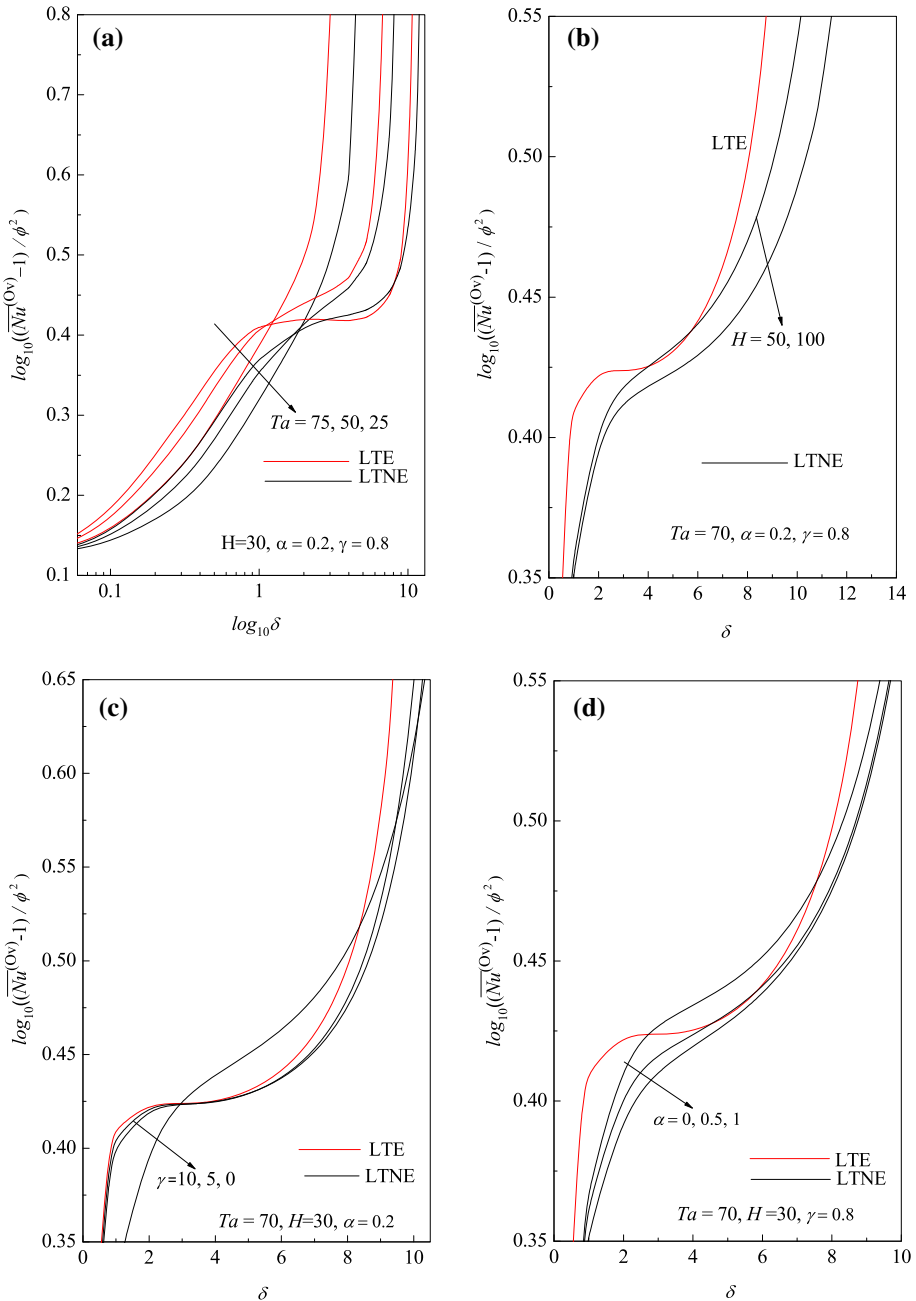 (a)
0.8
0.7
0.6
0.5
0.4
0.3
0.2
0.1
log₁₀((Nu̅^(Ov)−1) / ϕ²)
Ta = 75, 50, 25
LTE
LTNE
H=30, α = 0.2, γ = 0.8
0.1 1 10
log₁₀δ
(b)
0.55
0.50
0.45
0.40
0.35
log₁₀((Nu̅^(Ov)-1) / ϕ²)
LTE
H = 50, 100
LTNE
Ta = 70, α = 0.2, γ = 0.8
0 2 4 6 8 10 12 14
δ
(c)
0.65
0.60
0.55
0.50
0.45
0.40
0.35
log₁₀((Nu̅^(Ov)-1) / ϕ²)
γ=10, 5, 0
LTE
LTNE
Ta = 70, H=30, α = 0.2
0 2 4 6 8 10
δ
(d)
0.55
0.50
0.45
0.40
0.35
log₁₀((Nu̅^(Ov)-1) / ϕ²)
α = 0, 0.5, 1
LTE
LTNE
Ta = 70, H=30, γ = 0.8
0 2 4 6 8 10
δ